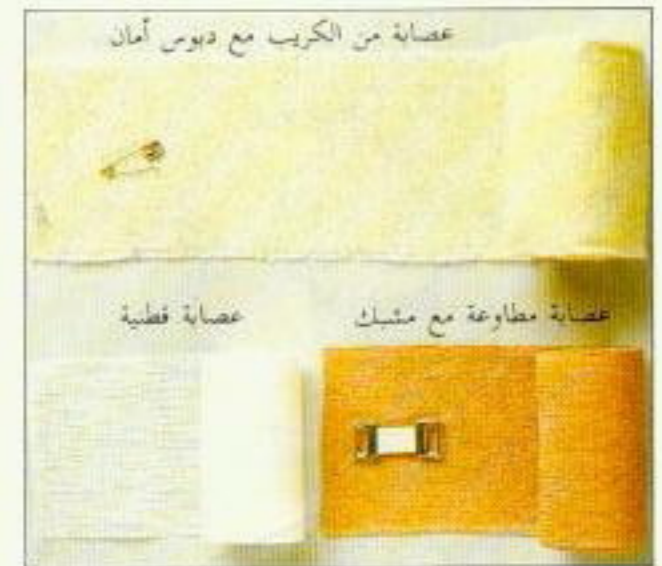 عصابة من الكريب مع دبوس أمان
عصابة مطاوعة مع مشبك
عصابة قطنية